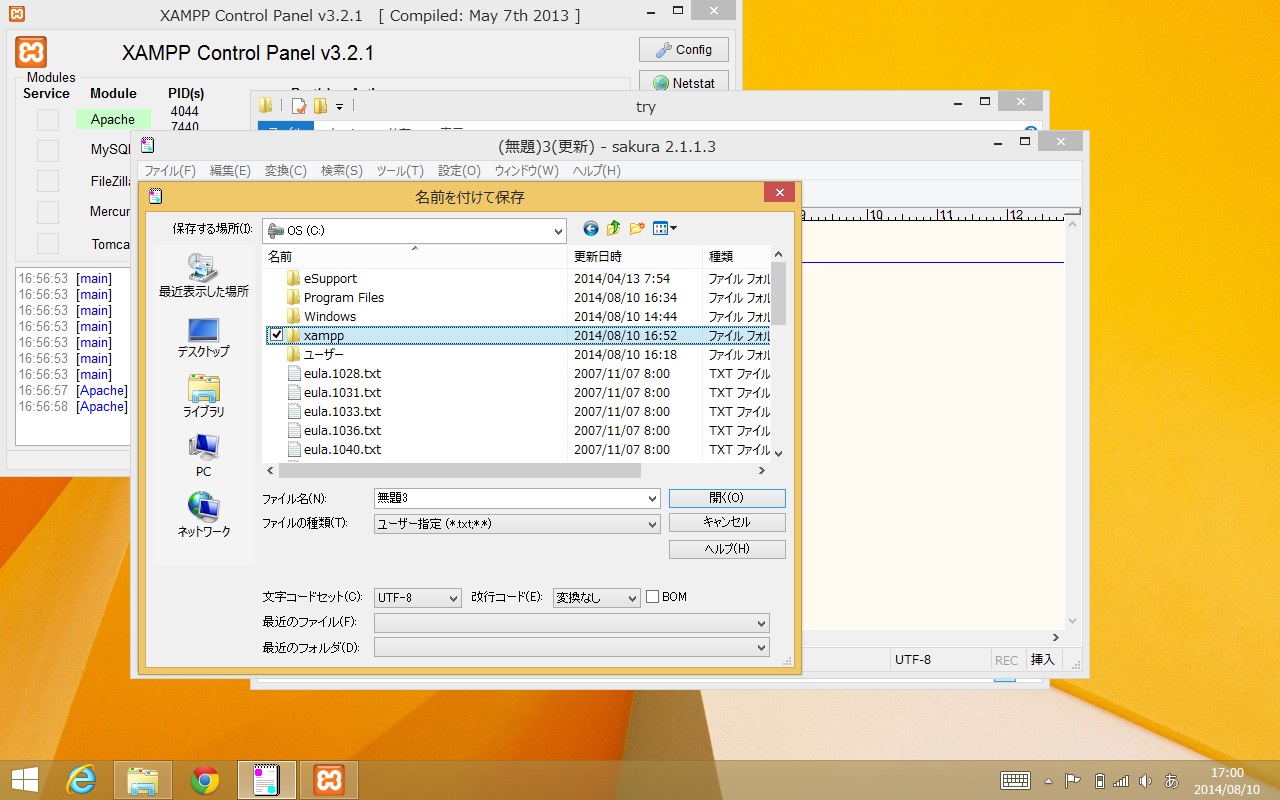 XAMPP Control Panel v3.2.1 [ Compiled: May 7th 2013 ]
XAMPP Control Panel v3.2.1
Config
Netstat
Modules
Service Module PID(s)
Apache 4044
7440
MySQL
FileZilla
Mercur
Tomca
16:56:53 [main]
16:56:53 [main]
16:56:53 [main]
16:56:53 [main]
16:56:53 [main]
16:56:53 [main]
16:56:53 [main]
16:56:57 [Apache]
16:56:58 [Apache]
try
(無題)3(更新) - sakura 2.1.1.3
ファイル(F) 編集(E) 変換(C) 検索(S) ツール(T) 設定(O) ウィンドウ(W) ヘルプ(H)
9 10 11 12
名前を付けて保存
保存する場所(I): OS (C:)
最近表示した場所
デスクトップ
ライブラリ
PC
ネットワーク
名前 更新日時 種類
eSupport 2014/04/13 7:54 ファイル フォル
Program Files 2014/08/10 16:34 ファイル フォル
Windows 2014/08/10 14:44 ファイル フォル
xampp 2014/08/10 16:52 ファイル フォル
ユーザー 2014/08/10 16:18 ファイル フォル
eula.1028.txt 2007/11/07 8:00 TXT ファイル
eula.1031.txt 2007/11/07 8:00 TXT ファイル
eula.1033.txt 2007/11/07 8:00 TXT ファイル
eula.1036.txt 2007/11/07 8:00 TXT ファイル
eula.1040.txt 2007/11/07 8:00 TXT ファイル
ファイル名(N): 無題3 開く(O)
ファイルの種類(T): ユーザー指定 (*.txt;**) キャンセル
ヘルプ(H)
文字コードセット(C): UTF-8 改行コード(E): 変換なし BOM
最近のファイル(F):
最近のフォルダ(D):
UTF-8 REC 挿入
あ
17:00
2014/08/10